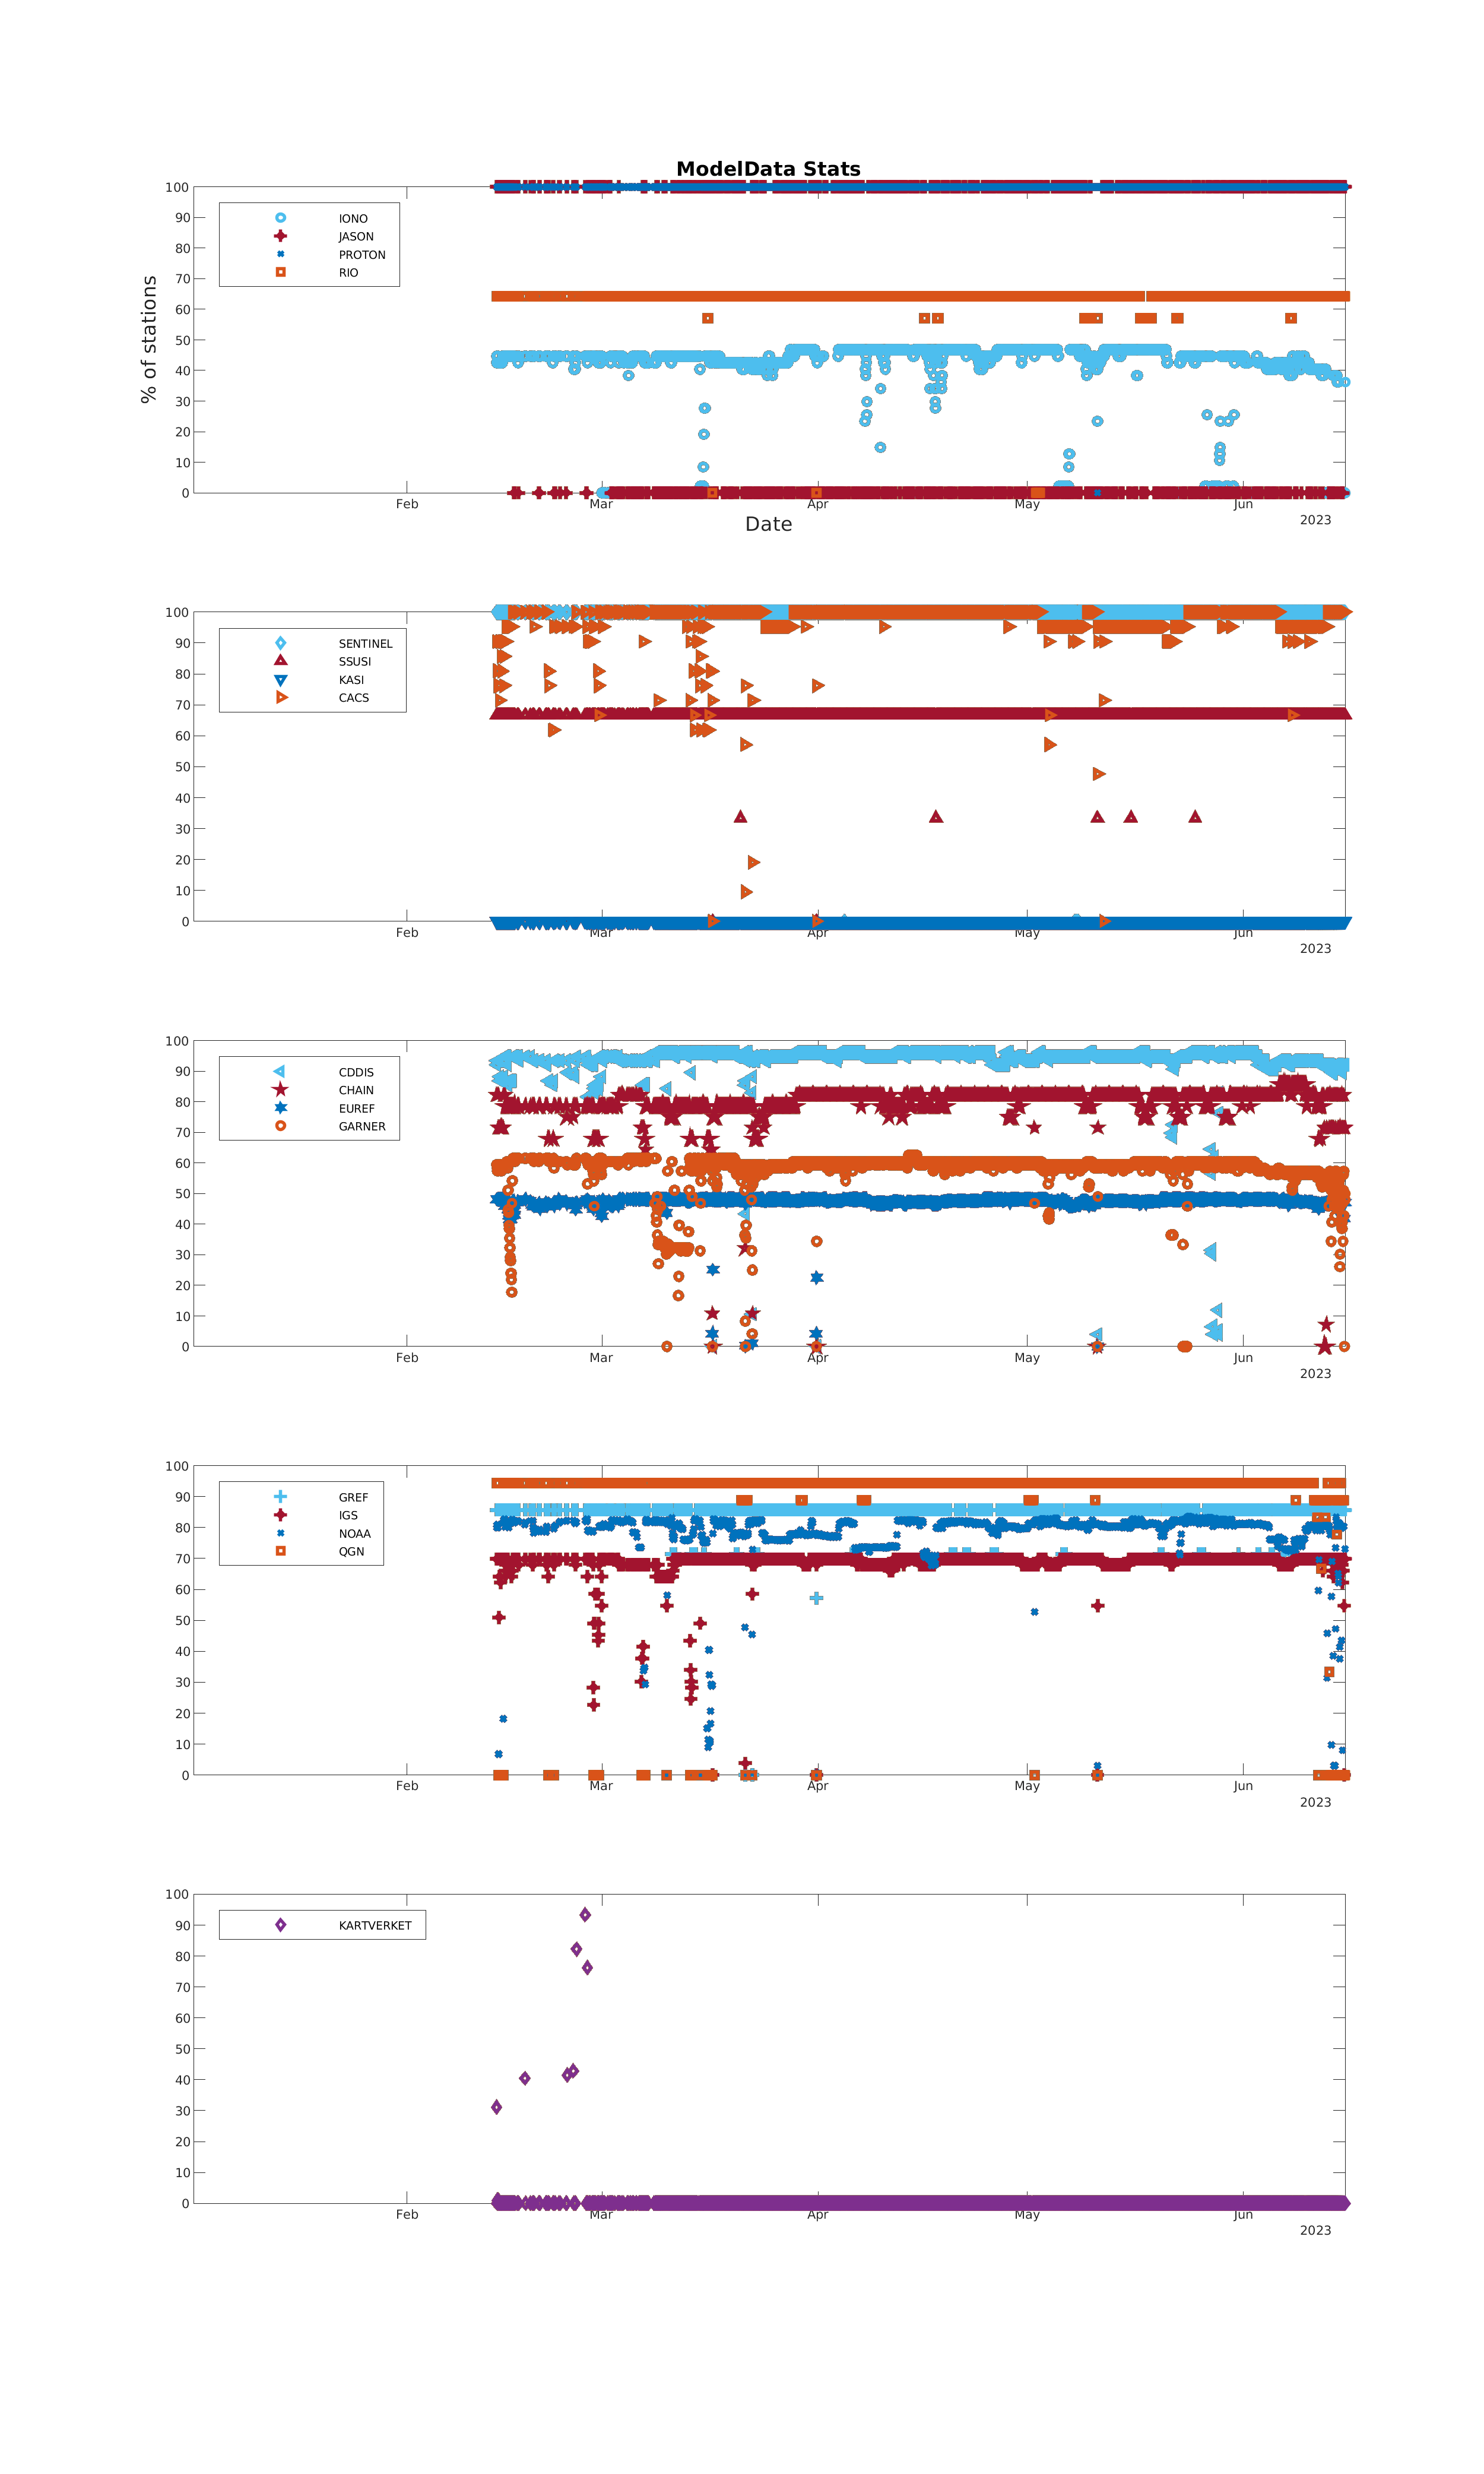 ModelData Stats
% of stations
100
90
80
70
60
50
40
30
20
10
0
IONO
JASON
PROTON
RIO
Feb Mar Apr May Jun
2023
Date
100
90
80
70
60
50
40
30
20
10
0
SENTINEL
SSUSI
KASI
CACS
Feb Mar Apr May Jun
2023
100
90
80
70
60
50
40
30
20
10
0
CDDIS
CHAIN
EUREF
GARNER
Feb Mar Apr May Jun
2023
100
90
80
70
60
50
40
30
20
10
0
GREF
IGS
NOAA
QGN
Feb Mar Apr May Jun
2023
100
90
80
70
60
50
40
30
20
10
0
KARTVERKET
Feb Mar Apr May Jun
2023